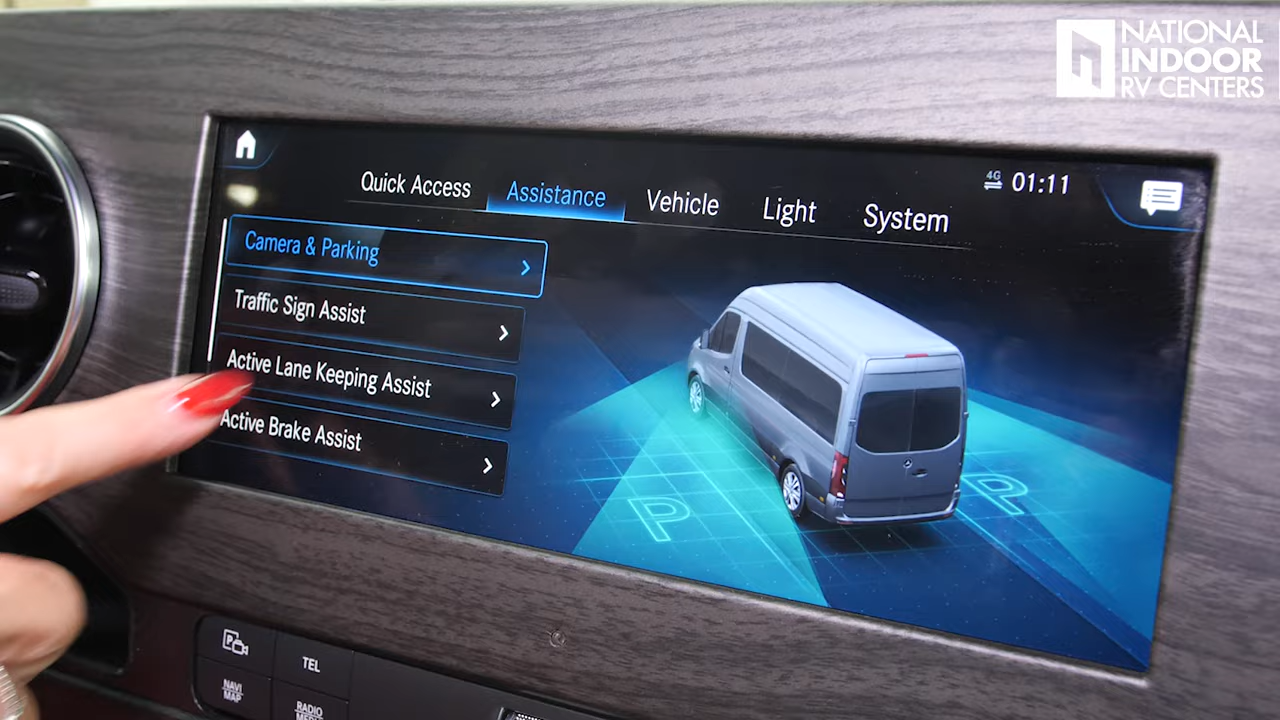 NATIONAL
INDOOR
RV CENTERS
4G 01:11
Quick Access Assistance Vehicle Light System
Camera & Parking
Traffic Sign Assist
Active Lane Keeping Assist
Active Brake Assist
P P
P
TEL
NAVI
MAP
RADIO